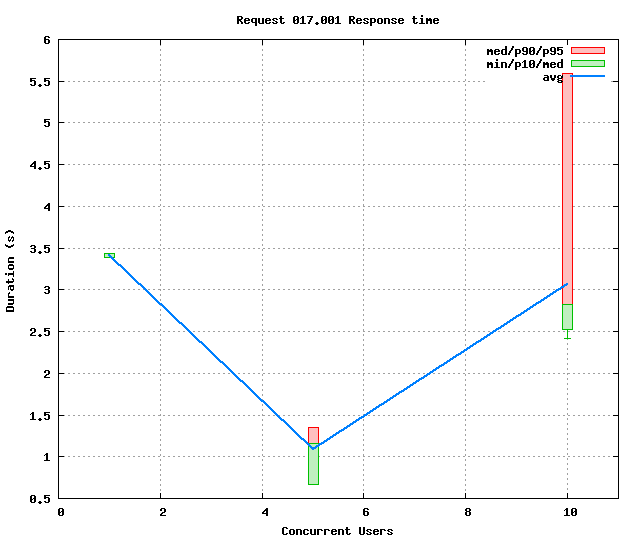 Request 017.001 Response time
med/p90/p95
min/p10/med
avg
6
5.5
5
4.5
4
3.5
3
2.5
2
1.5
1
0.5
Duration (s)
0 2 4 6 8 10
Concurrent Users